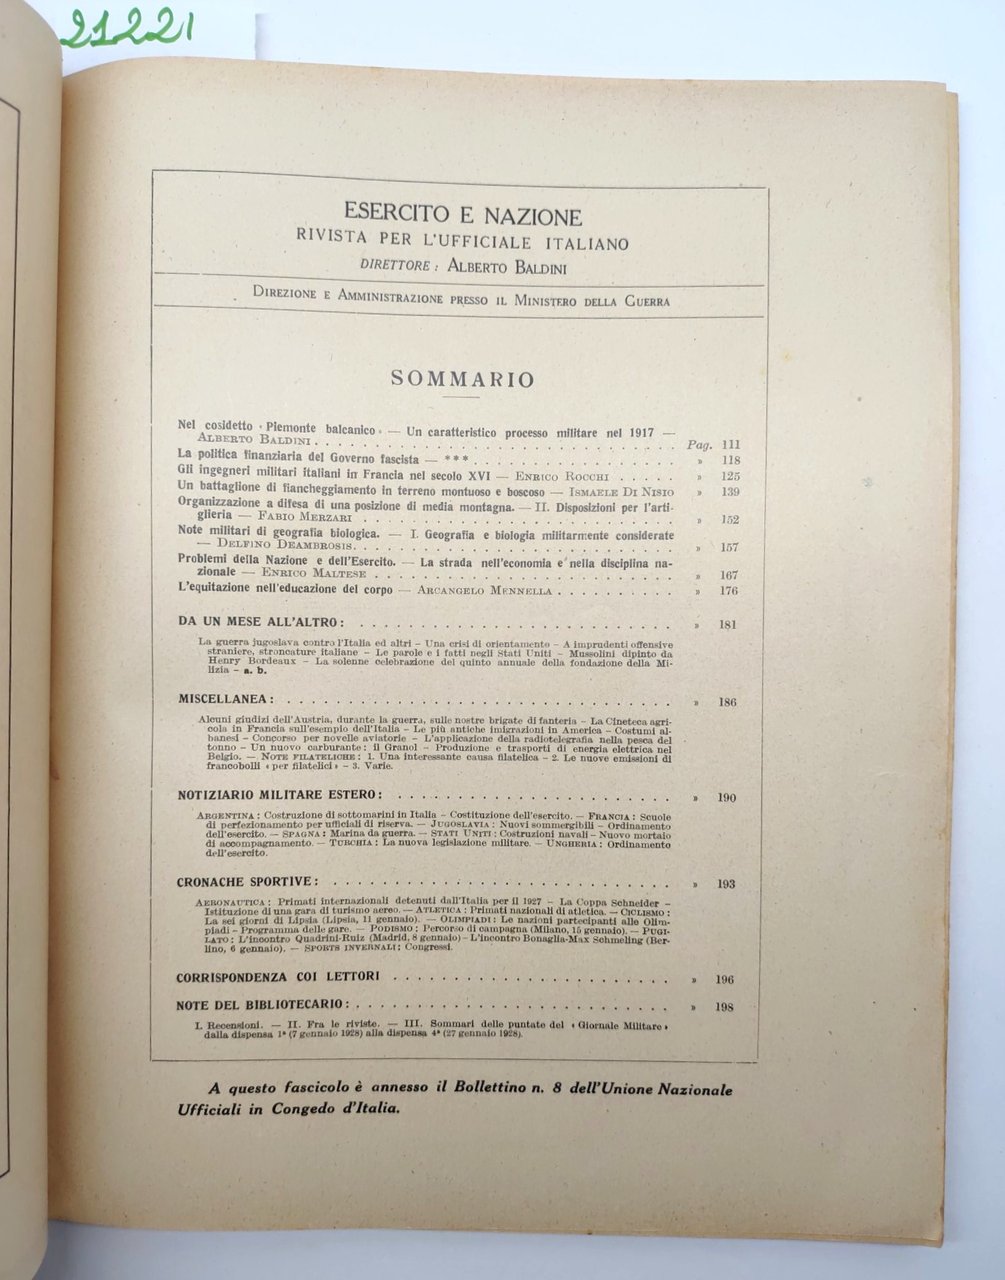 21221
ESERCITO E NAZIONE
RIVISTA PER L'UFFICIALE ITALIANO
DIRETTORE : ALBERTO BALDINI
DIREZIONE E AMMINISTRAZIONE PRESSO IL MINISTERO DELLA GUERRA
SOMMARIO
Nel cosidetto « Piemonte balcanico » — Un caratteristico processo militare nel 1917 —
ALBERTO BALDINI . . . . . . . . . . Pag. 111
La politica finanziaria del Governo fascista — * * * . . . . . . . . . . » 118
Gli ingegneri militari italiani in Francia nel secolo XVI — ENRICO ROCCHI . . . . . » 125
Un battaglione di fiancheggiamento in terreno montuoso e boscoso — ISMAELE DI NISIO » 139
Organizzazione a difesa di una posizione di media montagna. — II. Disposizioni per l'arti-
glieria — FABIO MERZARI . . . . . . . . . . » 152
Note militari di geografia biologica. — I. Geografia e biologia militarmente considerate
— DELFINO DEAMBROSIS. . . . . . . . . . » 157
Problemi della Nazione e dell'Esercito. — La strada nell'economia e nella disciplina na-
zionale — ENRICO MALTESE . . . . . . . . . . » 167
L'equitazione nell'educazione del corpo — ARCANGELO MENNELLA . . . . . . . . . . » 176
DA UN MESE ALL'ALTRO : . . . . . . . . . . » 181
La guerra jugoslava contro l'Italia ed altri – Una crisi di orientamento – A imprudenti offensive
straniere, stroncature italiane – Le parole e i fatti negli Stati Uniti – Mussolini dipinto da
Henry Bordeaux – La solenne celebrazione del quinto annuale della fondazione della Mi-
lizia – a. b.
MISCELLANEA : . . . . . . . . . . » 186
Alcuni giudizi dell'Austria, durante la guerra, sulle nostre brigate di fanteria – La Cineteca agri-
cola in Francia sull'esempio dell'Italia – Le più antiche imigrazioni in America – Costumi al-
banesi – Concorso per novelle aviatorie – L'applicazione della radiotelegrafia nella pesca del
tonno – Un nuovo carburante : il Granol – Produzione e trasporti di energia elettrica nel
Belgio. — NOTE FILATELICHE : 1. Una interessante causa filatelica – 2. Le nuove emissioni di
francobolli « per filatelici » – 3. Varie.
NOTIZIARIO MILITARE ESTERO : . . . . . . . . . . » 190
ARGENTINA : Costruzione di sottomarini in Italia – Costituzione dell'esercito. — FRANCIA : Scuole
di perfezionamento per ufficiali di riserva. — JUGOSLAVIA : Nuovi sommergibili – Ordinamento
dell'esercito. — SPAGNA : Marina da guerra. — STATI UNITI : Costruzioni navali – Nuovo mortaio
di accompagnamento. — TURCHIA : La nuova legislazione militare. — UNGHERIA : Ordinamento
dell'esercito.
CRONACHE SPORTIVE : . . . . . . . . . . » 193
AERONAUTICA : Primati internazionali detenuti dall'Italia per il 1927 – La Coppa Schneider –
Istituzione di una gara di turismo aereo. — ATLETICA : Primati nazionali di atletica. — CICLISMO :
La sei giorni di Lipsia (Lipsia, 11 gennaio). — OLIMPIADI : Le nazioni partecipanti alle Olim-
piadi – Programma delle gare. — PODISMO : Percorso di campagna (Milano, 15 gennaio). — PUGI-
LATO : L'incontro Quadrini-Ruiz (Madrid, 8 gennaio) – L'incontro Bonaglia-Max Schmeling (Ber-
lino, 6 gennaio). — SPORTS INVERNALI : Congressi.
CORRISPONDENZA COI LETTORI . . . . . . . . . . » 196
NOTE DEL BIBLIOTECARIO : . . . . . . . . . . » 198
I. Recensioni. — II. Fra le riviste. — III. Sommari delle puntate del « Giornale Militare »
dalla dispensa 1ª (7 gennaio 1928) alla dispensa 4ª (27 gennaio 1928).
A questo fascicolo è annesso il Bollettino n. 8 dell'Unione Nazionale
Ufficiali in Congedo d'Italia.